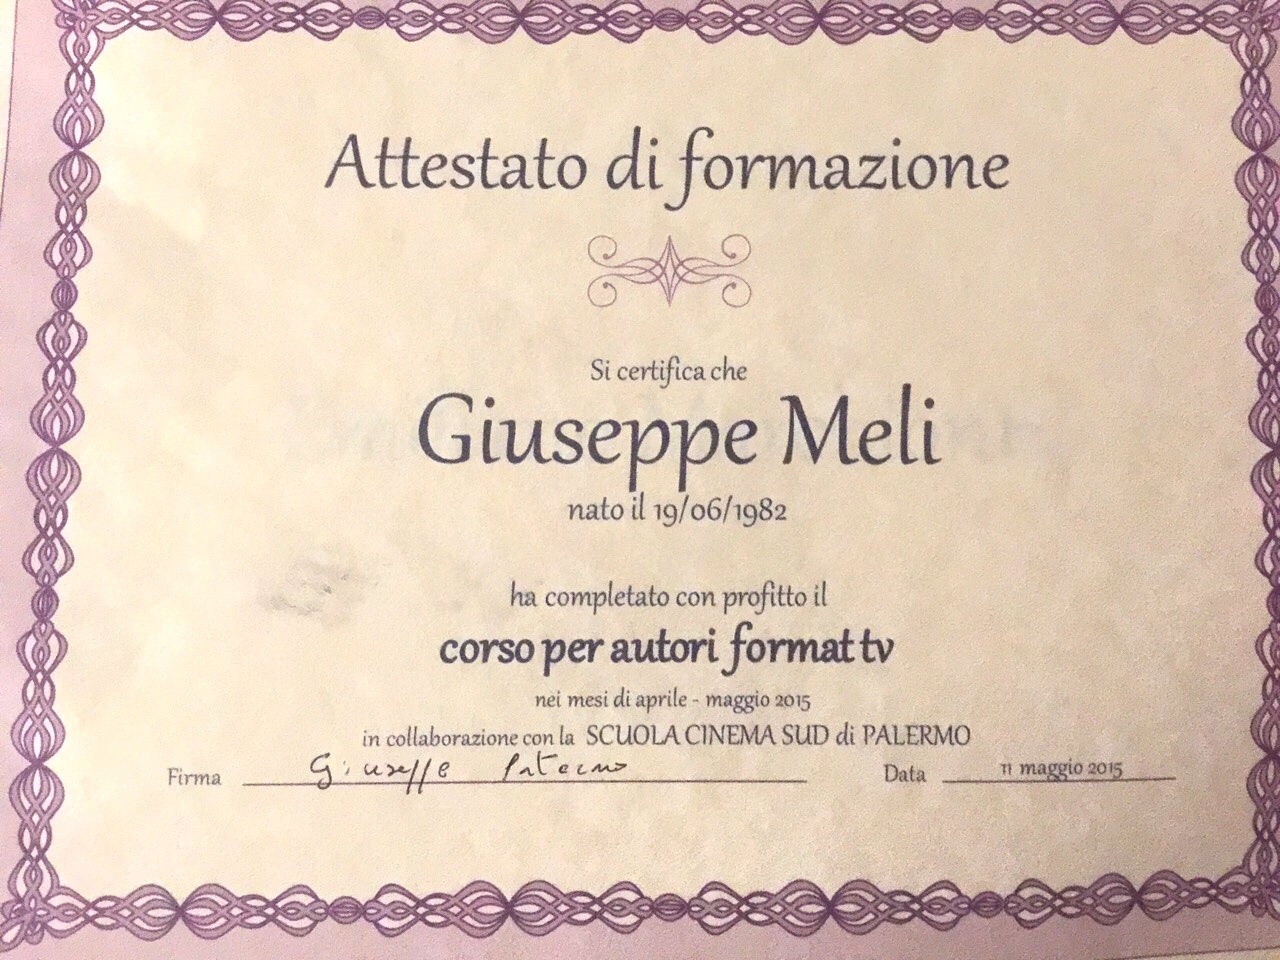 Attestato di formazione
Si certifica che
Giuseppe Meli
nato il 19/06/1982
ha completato con profitto il
corso per autori format tv
nei mesi di aprile - maggio 2015
in collaborazione con la SCUOLA CINEMA SUD di PALERMO
Firma Giuseppe Paterno Data 11 maggio 2015